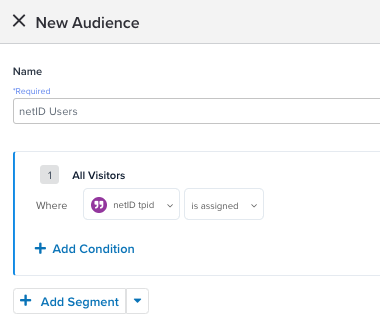 New Audience
Name
*Required
netID Users
1 All Visitors
Where netID tpid is assigned
Add Condition
Add Segment